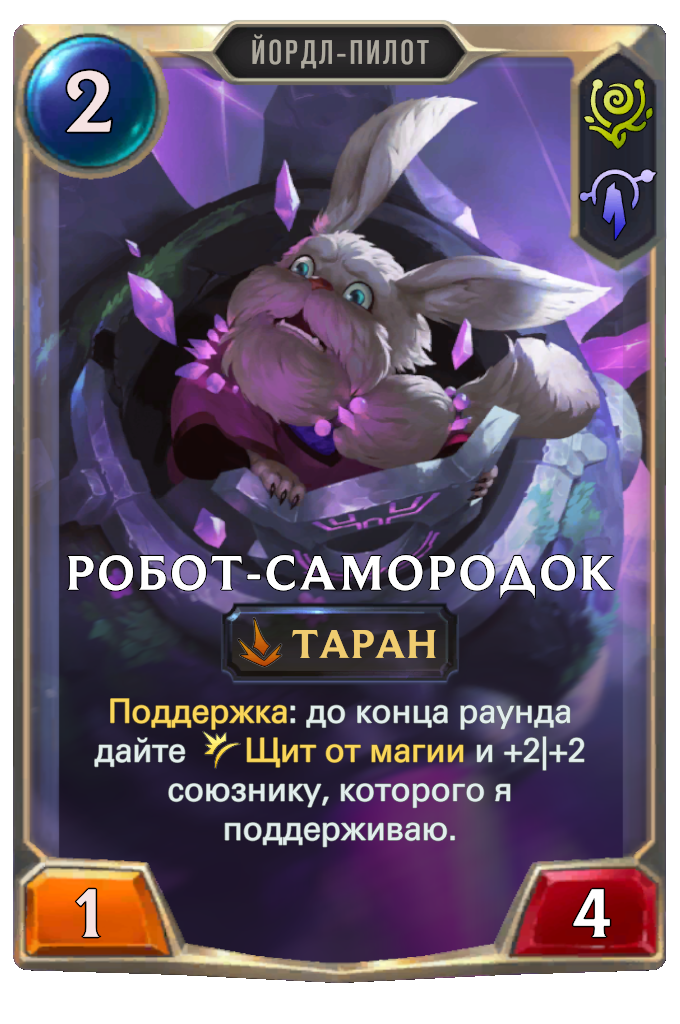 ЙОРДЛ-ПИЛОТ
2
РОБОТ-САМОРОДОК
ТАРАН
Поддержка: до конца раунда
дайте Щит от магии и +2|+2
союзнику, которого я
поддерживаю.
1
4